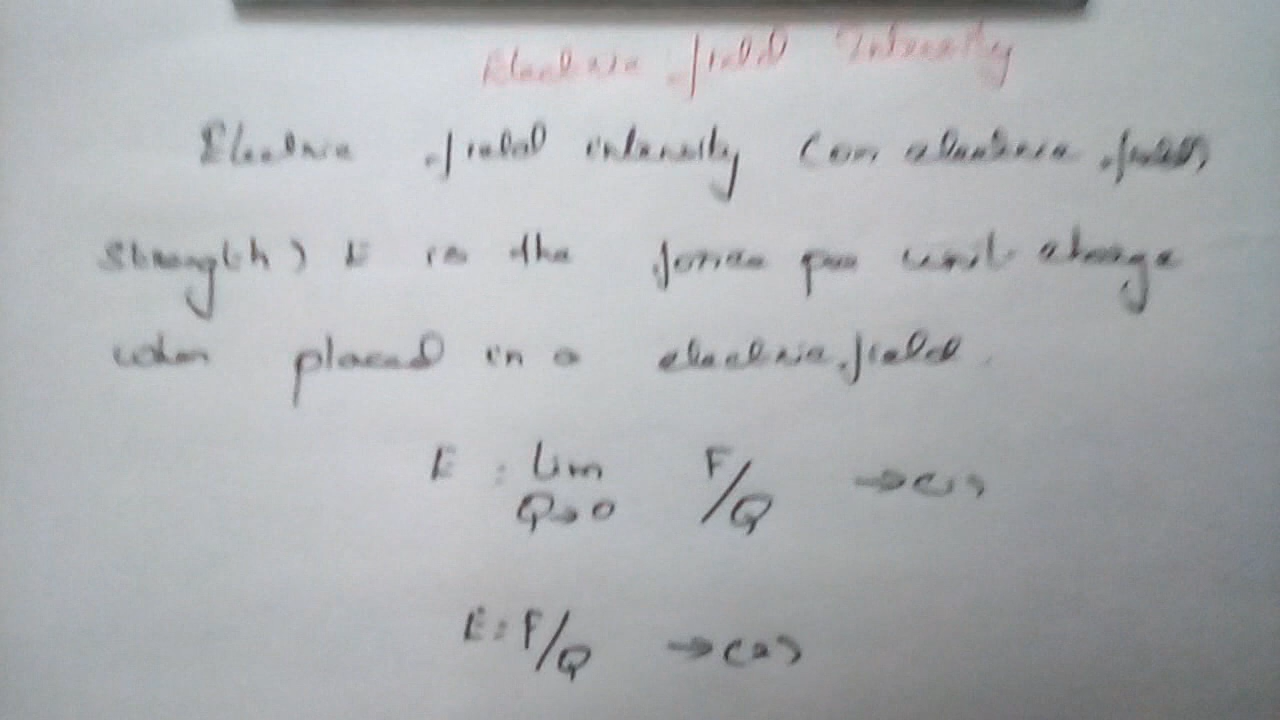 Electric field Intensity
Electric field intensity (or electric field
strength) E is the force per unit charge
when placed in a electric field.
E = lim F/Q → (1)
Q→0
E = F/Q → (2)